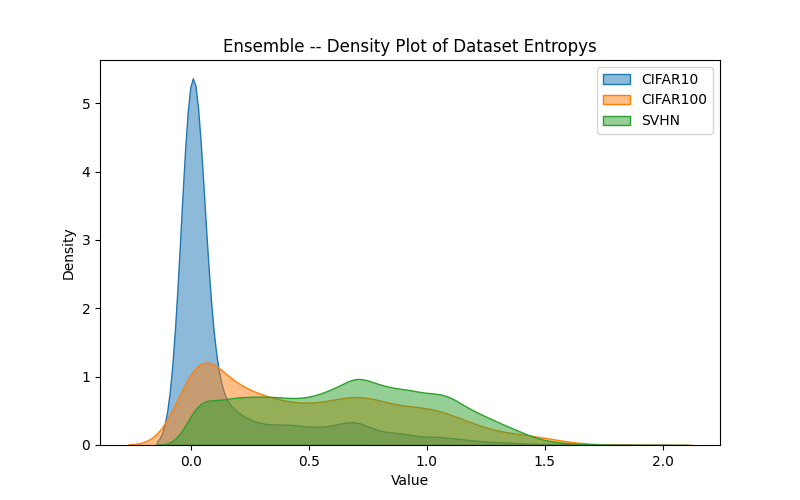 Ensemble -- Density Plot of Dataset Entropys
CIFAR10
CIFAR100
SVHN
5
4
3
2
1
0
Density
0.0 0.5 1.0 1.5 2.0
Value